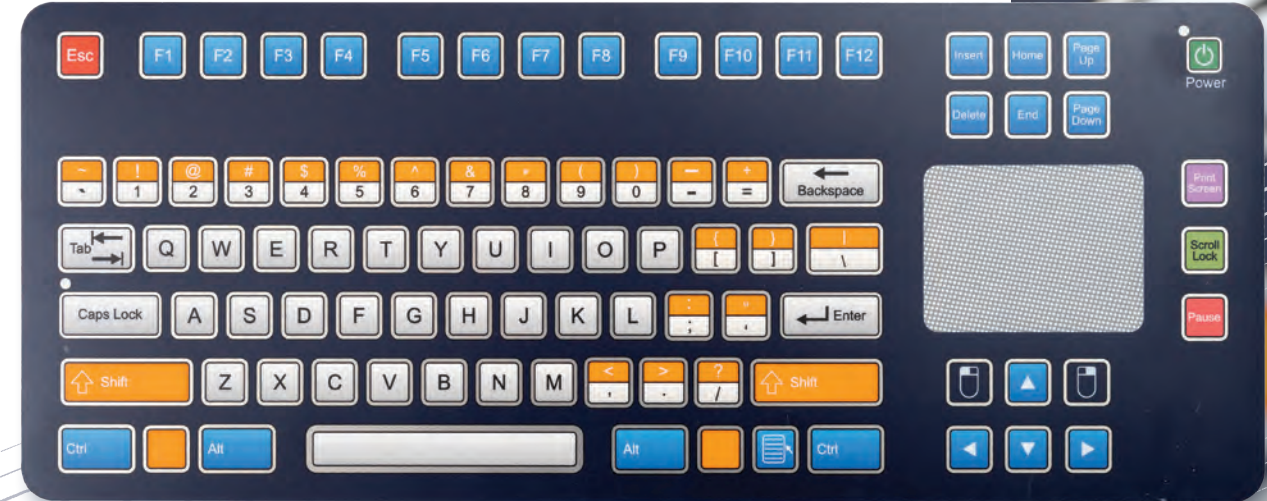 Esc F1 F2 F3 F4 F5 F6 F7 F8 F9 F10 F11 F12 Insert Home Page Up
Power
Delete End Page Down
~ ! @ # $ % ^ & * ( ) — +
` 1 2 3 4 5 6 7 8 9 0 - = Backspace
Print Screen
Tab Q W E R T Y U I O P { [ } ] | \
Scroll Lock
Caps Lock A S D F G H J K L : ; " ' Enter
Pause
Shift Z X C V B N M < , > . ? / Shift
Ctrl Alt Alt Ctrl